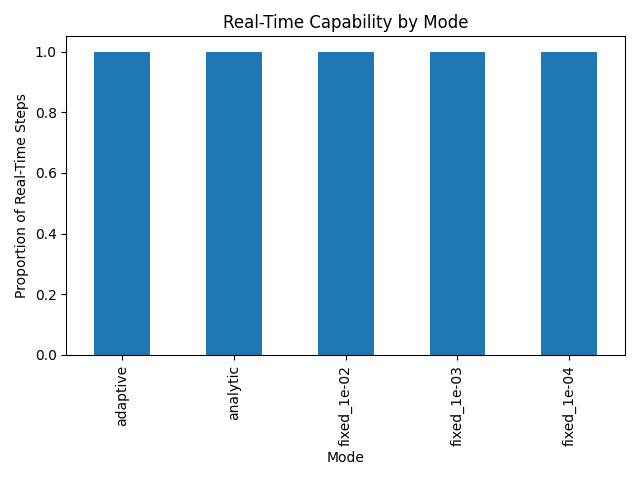 Real-Time Capability by Mode
Proportion of Real-Time Steps
1.0
0.8
0.6
0.4
0.2
0.0
adaptive
analytic
fixed_1e-02
fixed_1e-03
fixed_1e-04
Mode